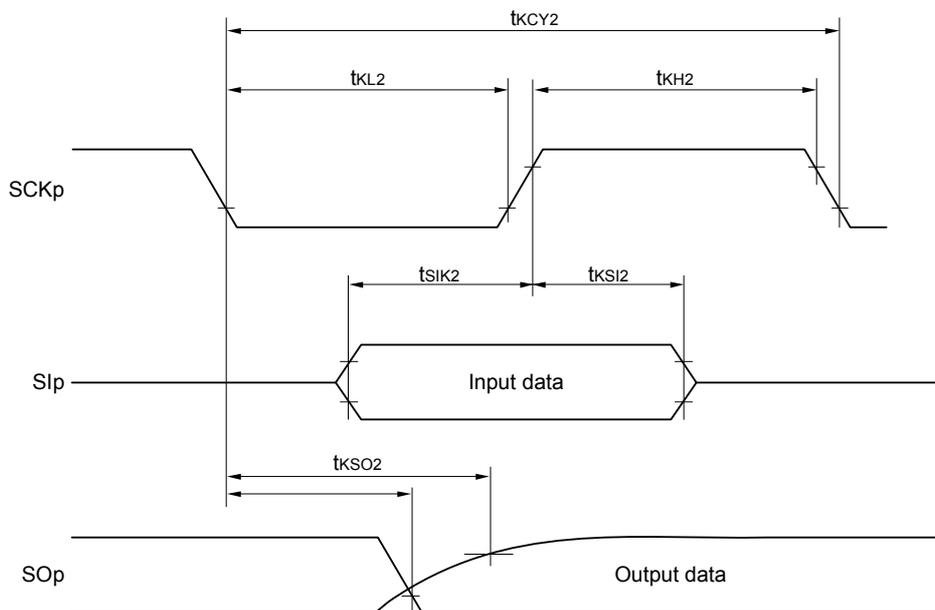 tKCY2
tKL2
tKH2
SCKp
tSIK2
tKSI2
SIp
Input data
tKSO2
SOp
Output data